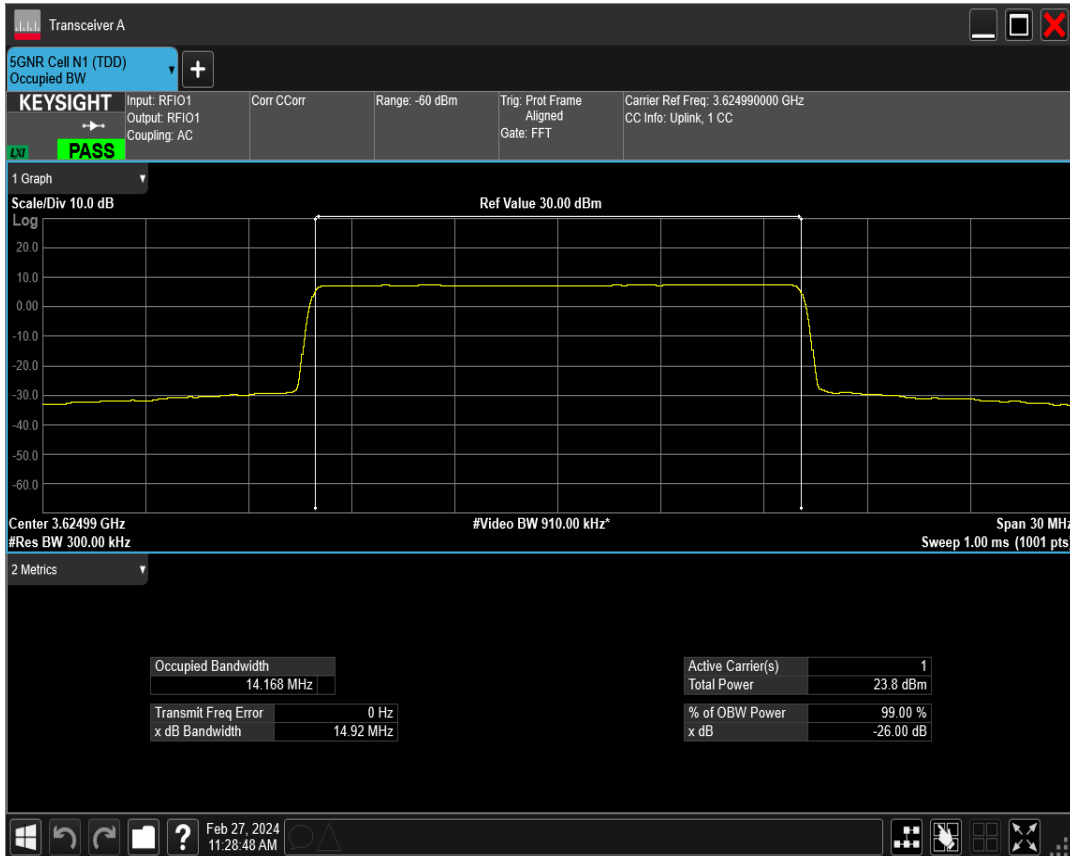 Transceiver A
5GNR Cell N1 (TDD)
Occupied BW
+
KEYSIGHT
Input: RFIO1
Output: RFIO1
Coupling: AC
Corr CCorr
Range: -60 dBm
Trig: Prot Frame
Aligned
Gate: FFT
Carrier Ref Freq: 3.624990000 GHz
CC Info: Uplink, 1 CC
LXI
PASS
1 Graph
Scale/Div 10.0 dB
Ref Value 30.00 dBm
Log
20.0
10.0
0.00
-10.0
-20.0
-30.0
-40.0
-50.0
-60.0
Center 3.62499 GHz
#Video BW 910.00 kHz*
Span 30 MHz
#Res BW 300.00 kHz
Sweep 1.00 ms (1001 pts)
2 Metrics
Occupied Bandwidth
14.168 MHz
Transmit Freq Error 0 Hz
x dB Bandwidth 14.92 MHz
Active Carrier(s) 1
Total Power 23.8 dBm
% of OBW Power 99.00 %
x dB -26.00 dB
?
Feb 27, 2024
11:28:48 AM